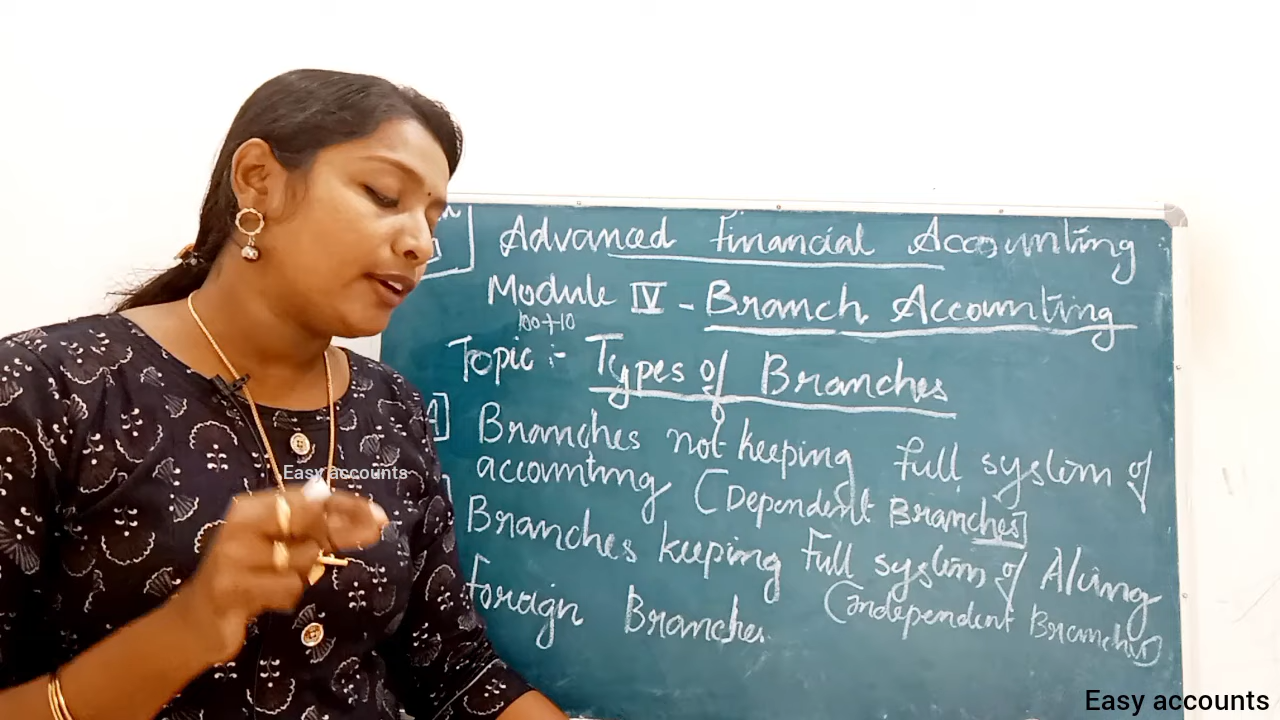 Advanced Financial Accounting
Module IV - Branch Accounting
100+10
Topic :- Types of Branches
A] Branches not keeping full system of
accounting (Dependent Branches]
Branches keeping Full system of A/cing
(independent Branches)
Foreign Branches.
Easy accounts
Easy accounts